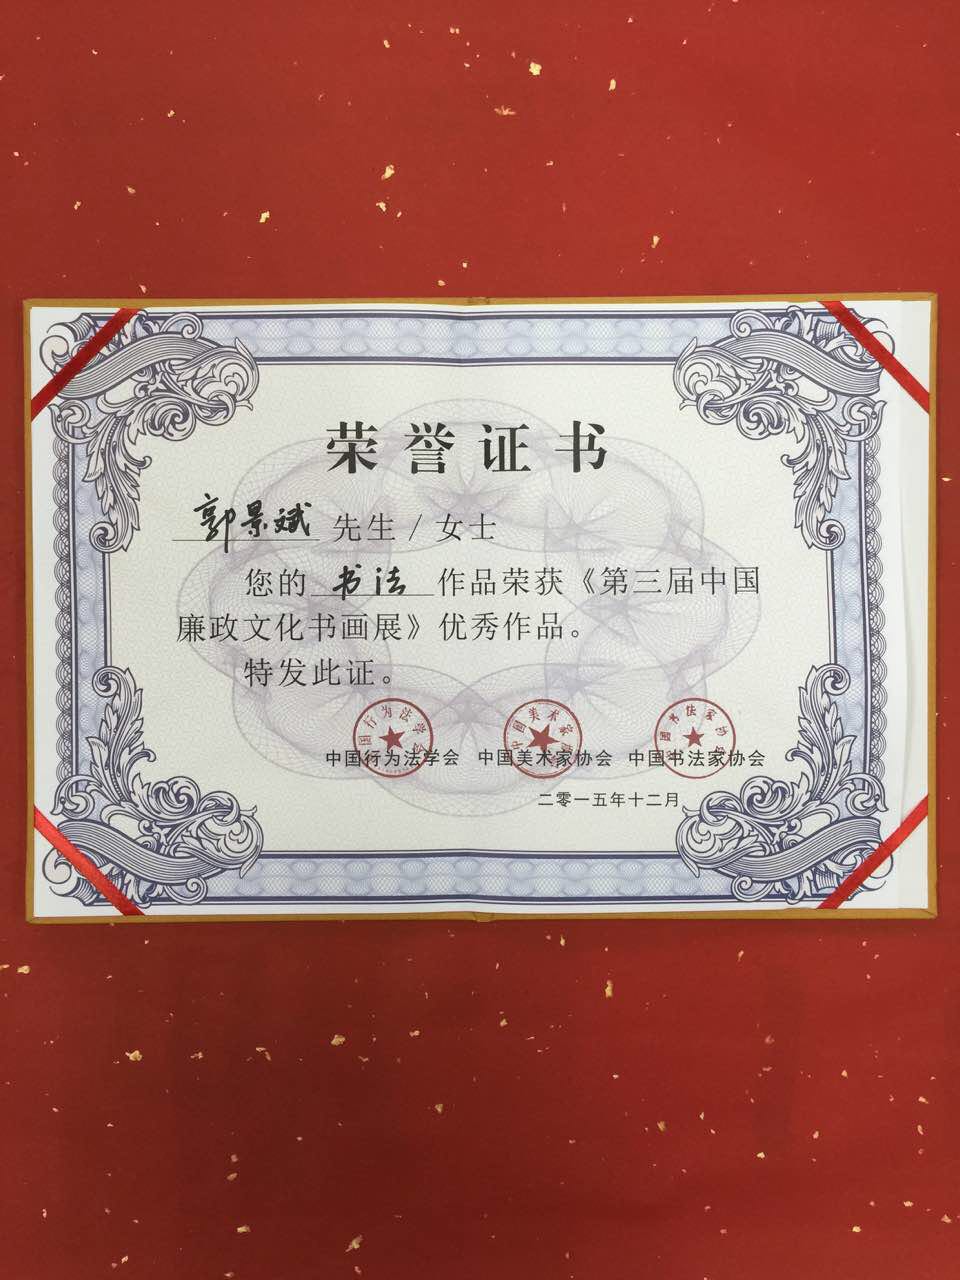 荣誉证书
郭景斌 先生 / 女士
您的 书法 作品荣获《第三届中国
廉政文化书画展》优秀作品。
特发此证。
中国行为法学会 中国美术家协会 中国书法家协会
二零一五年十二月